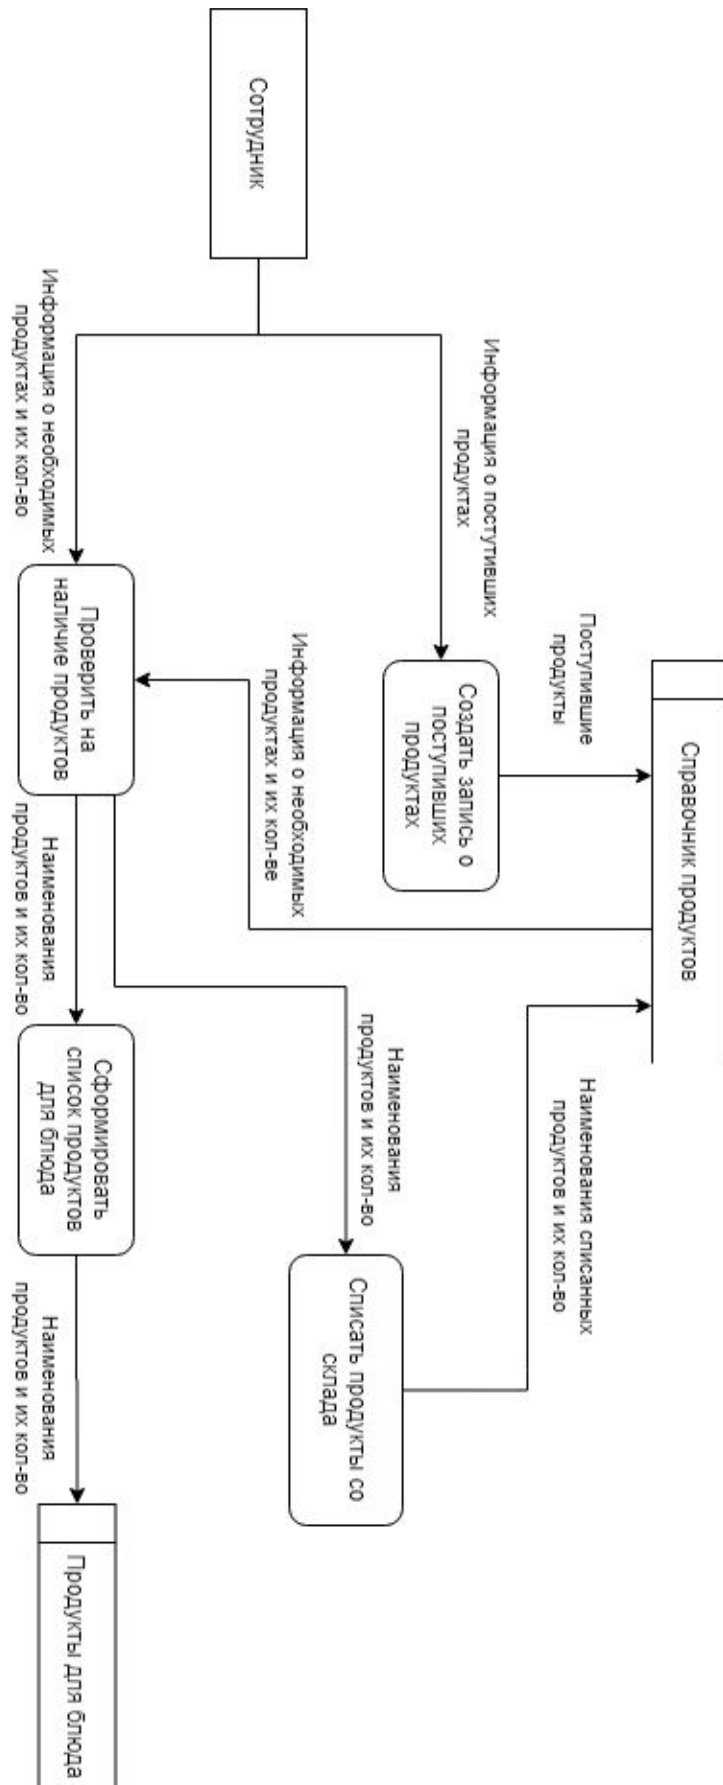 Справочник продуктов
Поступившие
продукты
Наименования списанных
продуктов и их кол-во
Информация о постутивших
продуктах
Создать запись о
поступивших
продуктах
Сотрудник
Информация о необходимых
продуктах и их кол-ве
Наименования
продуктов и их кол-во
Списать продукты со
склада
Информация о необходимых
продуктах и их кол-во
Проверить на
наличие продуктов
Наименования
продуктов и их кол-во
Сформировать
список продуктов
для блюда
Наименования
продуктов и их кол-во
Продукты для блюда